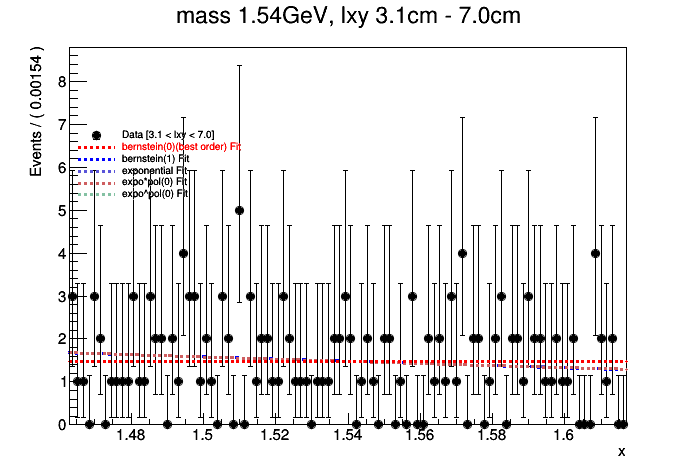 mass 1.54GeV, lxy 3.1cm - 7.0cm
Events / ( 0.00154 )
8
7
6
5
4
3
2
1
0
Data [3.1 < lxy < 7.0]
bernstein(0)(best order) Fit
bernstein(1) Fit
exponential Fit
expo*pol(0) Fit
expo^pol(0) Fit
1.48 1.5 1.52 1.54 1.56 1.58 1.6
x